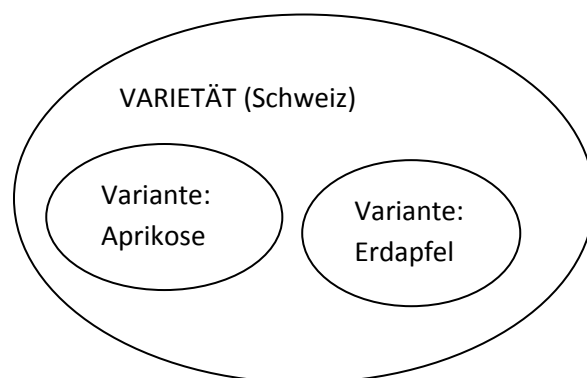 VARIETÄT (Schweiz)
Variante:
Aprikose
Variante:
Erdapfel